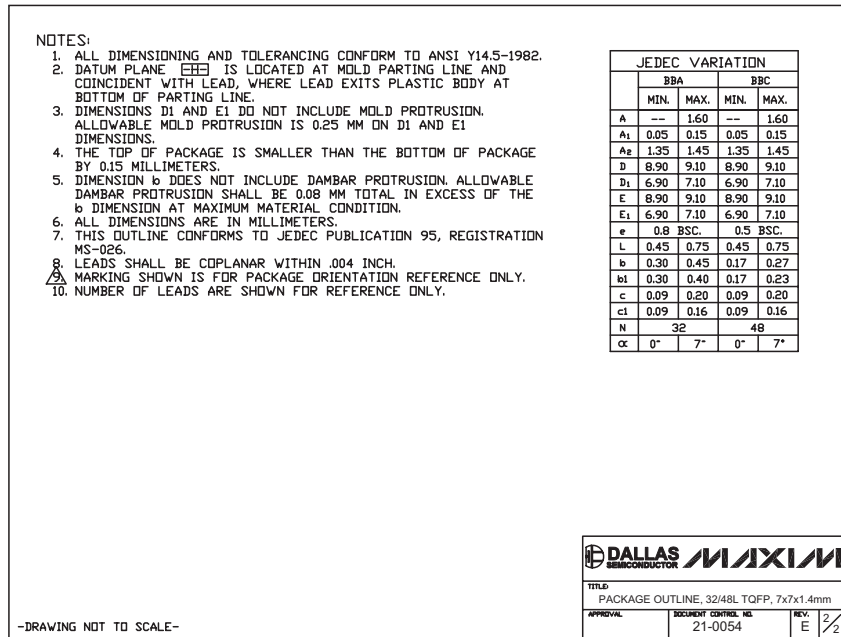 NOTES:
1. ALL DIMENSIONING AND TOLERANCING CONFORM TO ANSI Y14.5-1982.
2. DATUM PLANE -H- IS LOCATED AT MOLD PARTING LINE AND
COINCIDENT WITH LEAD, WHERE LEAD EXITS PLASTIC BODY AT
BOTTOM OF PARTING LINE.
3. DIMENSIONS D1 AND E1 DO NOT INCLUDE MOLD PROTRUSION.
ALLOWABLE MOLD PROTRUSION IS 0.25 MM ON D1 AND E1
DIMENSIONS.
4. THE TOP OF PACKAGE IS SMALLER THAN THE BOTTOM OF PACKAGE
BY 0.15 MILLIMETERS.
5. DIMENSION b DOES NOT INCLUDE DAMBAR PROTRUSION. ALLOWABLE
DAMBAR PROTRUSION SHALL BE 0.08 MM TOTAL IN EXCESS OF THE
b DIMENSION AT MAXIMUM MATERIAL CONDITION.
6. ALL DIMENSIONS ARE IN MILLIMETERS.
7. THIS OUTLINE CONFORMS TO JEDEC PUBLICATION 95, REGISTRATION
MS-026.
8. LEADS SHALL BE COPLANAR WITHIN .004 INCH.
9. MARKING SHOWN IS FOR PACKAGE ORIENTATION REFERENCE ONLY.
10. NUMBER OF LEADS ARE SHOWN FOR REFERENCE ONLY.
JEDEC VARIATION
BBA BBC
MIN. MAX. MIN. MAX.
A -- 1.60 -- 1.60
A1 0.05 0.15 0.05 0.15
A2 1.35 1.45 1.35 1.45
D 8.90 9.10 8.90 9.10
D1 6.90 7.10 6.90 7.10
E 8.90 9.10 8.90 9.10
E1 6.90 7.10 6.90 7.10
e 0.8 BSC. 0.5 BSC.
L 0.45 0.75 0.45 0.75
b 0.30 0.45 0.17 0.27
b1 0.30 0.40 0.17 0.23
c 0.09 0.20 0.09 0.20
c1 0.09 0.16 0.09 0.16
N 32 48
α 0° 7° 0° 7°
DALLAS SEMICONDUCTOR MAXIM
TITLE:
PACKAGE OUTLINE, 32/48L TQFP, 7x7x1.4mm
APPROVAL DOCUMENT CONTROL NO. REV.
21-0054 E 2/2
-DRAWING NOT TO SCALE-